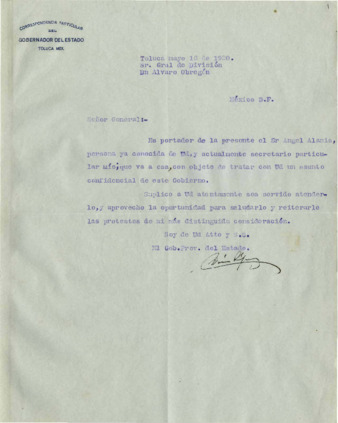 CORRESPONDENCIA PARTICULAR
DEL
GOBERNADOR DEL ESTADO
TOLUCA MEX.
Toluca mayo 18 de 1920.
Sr. Gral de División
Dn Alvaro Obregón
México D.F.
Señor General:-
Es portador de la presente el Sr Angel
persona ya conocida de Ud, y actualmente secretario particu-
lar mío, que va a esa, con objeto de tratar con Ud un asunto
confidencial de este Gobierno.
Suplico a Ud atentamente sea servido atender-
lo, y aprovecho la oportunidad para saludarlo y reiterarle
las protestas de mi más distinguida consideración.
Soy de Ud Atto y S.S.
El Gob. Prov. del Estado.